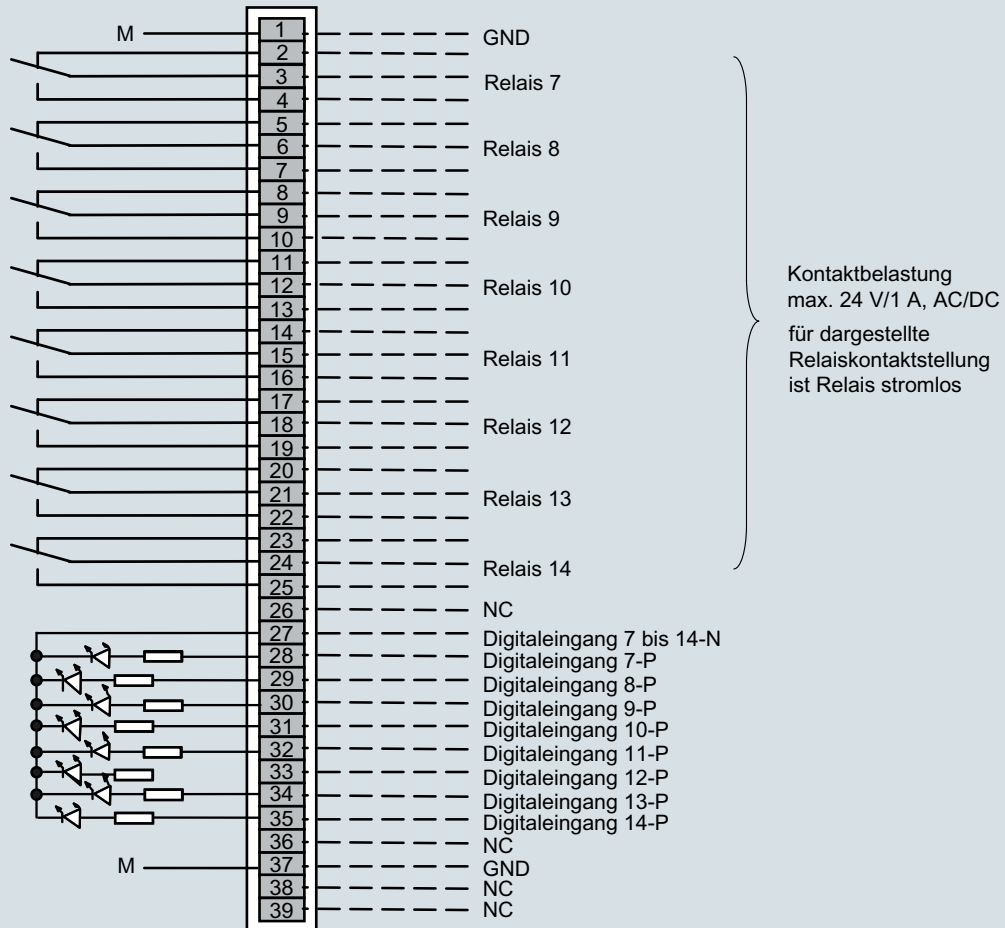 M 1 GND
2
3 Relais 7
4
5
6 Relais 8
7
8
9 Relais 9
10
11
12 Relais 10
13
14
15 Relais 11
16
17
18 Relais 12
19
20
21 Relais 13
22
23
24 Relais 14
25
26 NC
27 Digitaleingang 7 bis 14-N
28 Digitaleingang 7-P
29 Digitaleingang 8-P
30 Digitaleingang 9-P
31 Digitaleingang 10-P
32 Digitaleingang 11-P
33 Digitaleingang 12-P
34 Digitaleingang 13-P
35 Digitaleingang 14-P
36 NC
M 37 GND
38 NC
39 NC
Kontaktbelastung
max. 24 V/1 A, AC/DC
für dargestellte
Relaiskontaktstellung
ist Relais stromlos